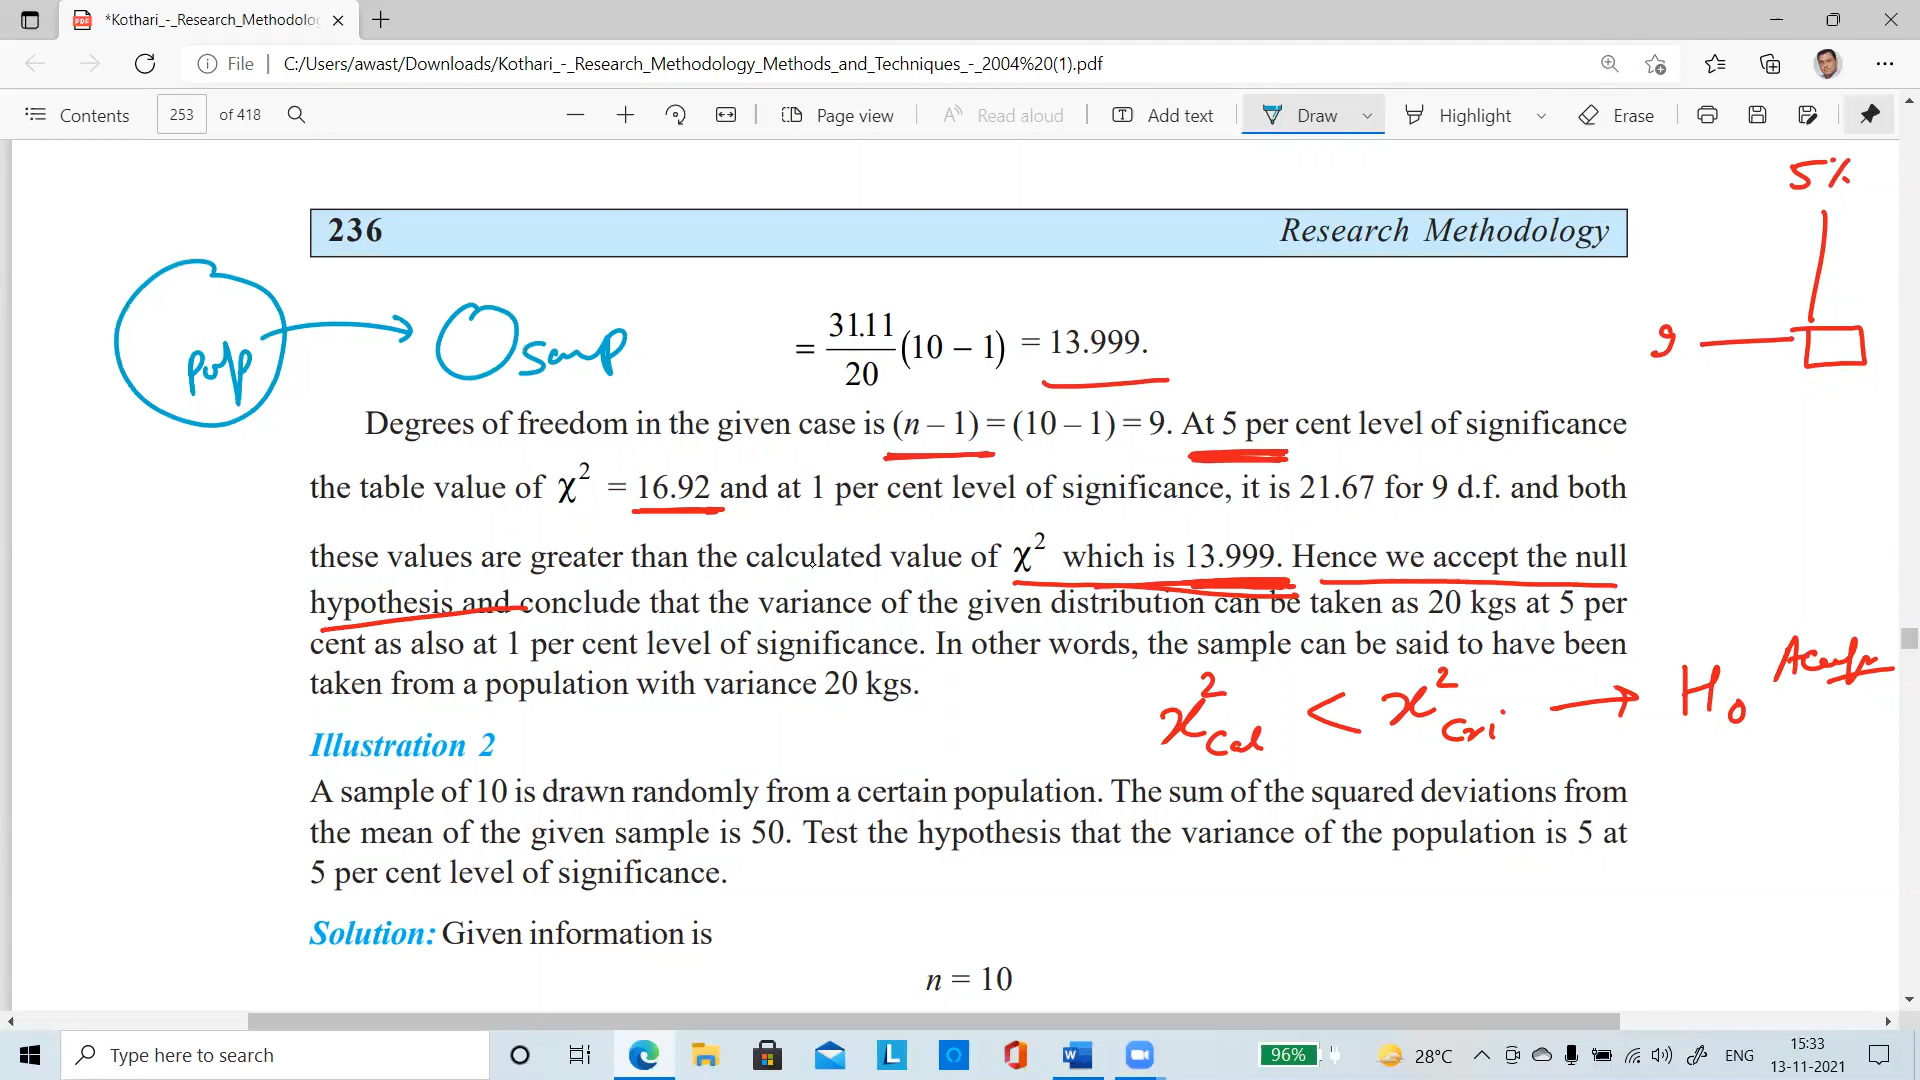 *Kothari_-_Research_Methodolo
File C:/Users/awast/Downloads/Kothari_-_Research_Methodology_Methods_and_Techniques_-_2004%20(1).pdf
Contents 253 of 418 Page view Read aloud Add text Draw Highlight Erase
5%
236 Research Methodology
= 31.11/20 (10 – 1) = 13.999.
9
popp
samp
Degrees of freedom in the given case is (n – 1) = (10 – 1) = 9. At 5 per cent level of significance
the table value of χ² = 16.92 and at 1 per cent level of significance, it is 21.67 for 9 d.f. and both
these values are greater than the calculated value of χ² which is 13.999. Hence we accept the null
hypothesis and conclude that the variance of the given distribution can be taken as 20 kgs at 5 per
cent as also at 1 per cent level of significance. In other words, the sample can be said to have been
taken from a population with variance 20 kgs.
x²cal < x²cri → H0
Illustration 2
A sample of 10 is drawn randomly from a certain population. The sum of the squared deviations from
the mean of the given sample is 50. Test the hypothesis that the variance of the population is 5 at
5 per cent level of significance.
Solution: Given information is
n = 10
Type here to search
96% 28°C ENG 15:33
13-11-2021